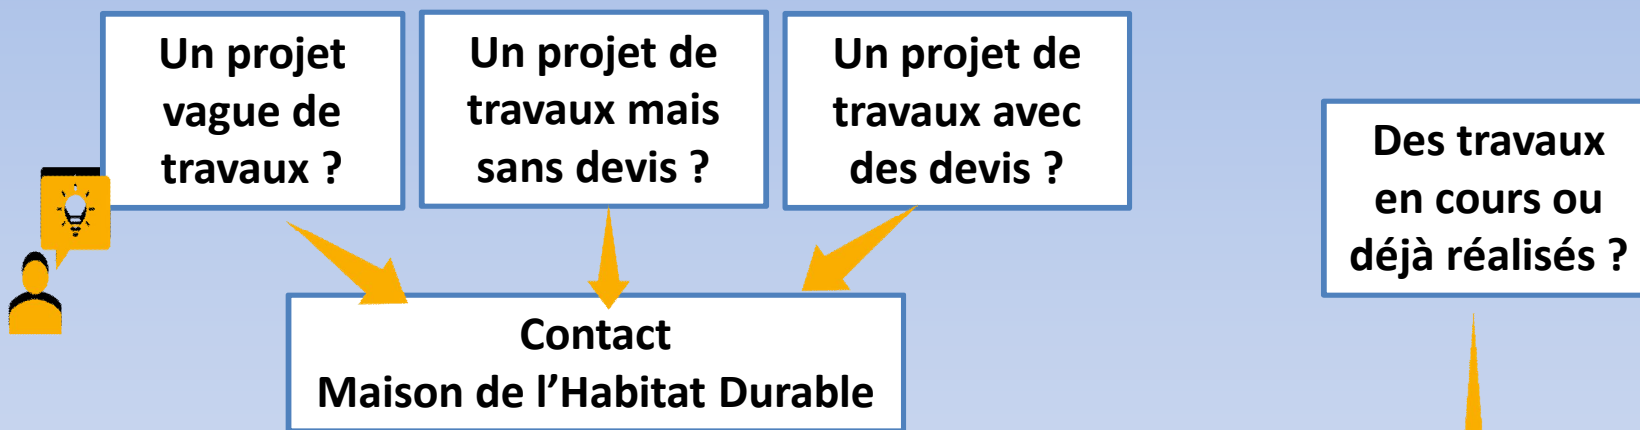 Un projet
vague de
travaux ?
Un projet de
travaux mais
sans devis ?
Un projet de
travaux avec
des devis ?
Des travaux
en cours ou
déjà réalisés ?
Contact
Maison de l’Habitat Durable